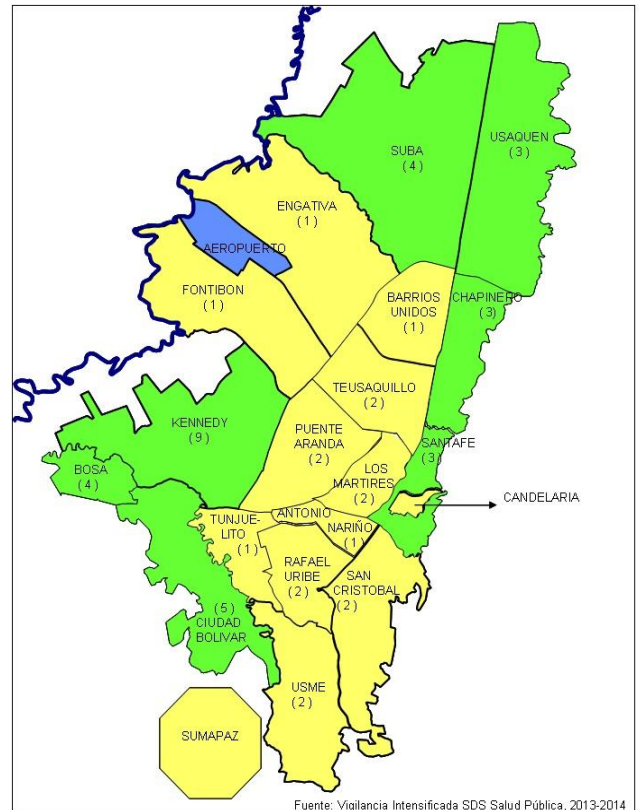 USAQUEN
( 3 )
SUBA
( 4 )
ENGATIVA
( 1 )
AEROPUERTO
FONTIBON
( 1 )
BARRIOS
UNIDOS
( 1 )
CHAPINERO
( 3 )
TEUSAQUILLO
( 2 )
KENNEDY
( 9 )
PUENTE
ARANDA
( 2 )
SANTAFE
( 3 )
BOSA
( 4 )
LOS
MARTIRES
( 2 )
CANDELARIA
ANTONIO
NARIÑO
( 1 )
TUNJUE-
LITO
( 1 )
RAFAEL
URIBE
( 2 )
SAN
CRISTOBAL
( 2 )
(5)
CIUDAD
BOLIVAR
USME
( 2 )
SUMAPAZ
Fuente: Vigilancia Intensificada SDS Salud Pública. 2013-2014